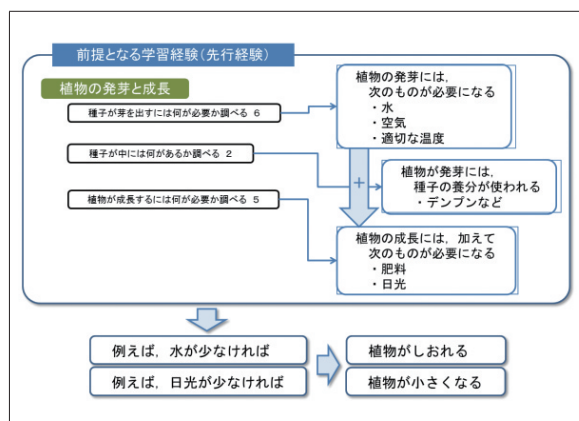 前提となる学習経験(先行経験)
植物の発芽と成長
種子が芽を出すには何が必要か調べる 6
種子が中には何があるか調べる 2
植物が成長するには何が必要か調べる 5
植物の発芽には,
次のものが必要になる
・水
・空気
・適切な温度
+
植物が発芽には,
種子の養分が使われる
・デンプンなど
植物の成長には, 加えて
次のものが必要になる
・肥料
・日光
例えば, 水が少なければ
植物がしおれる
例えば, 日光が少なければ
植物が小さくなる